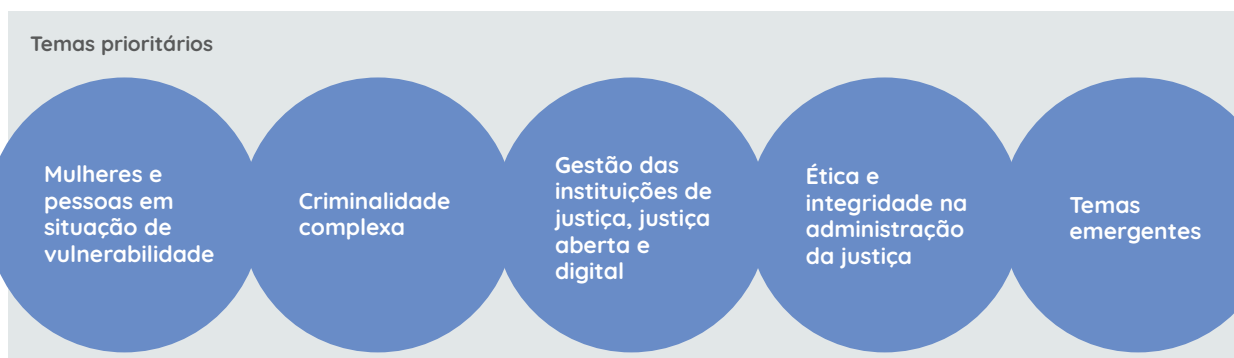 Temas prioritários
Mulheres e
pessoas em
situação de
vulnerabilidade
Criminalidade
complexa
Gestão das
instituições de
justiça, justiça
aberta e
digital
Ética e
integridade na
administração
da justiça
Temas
emergentes